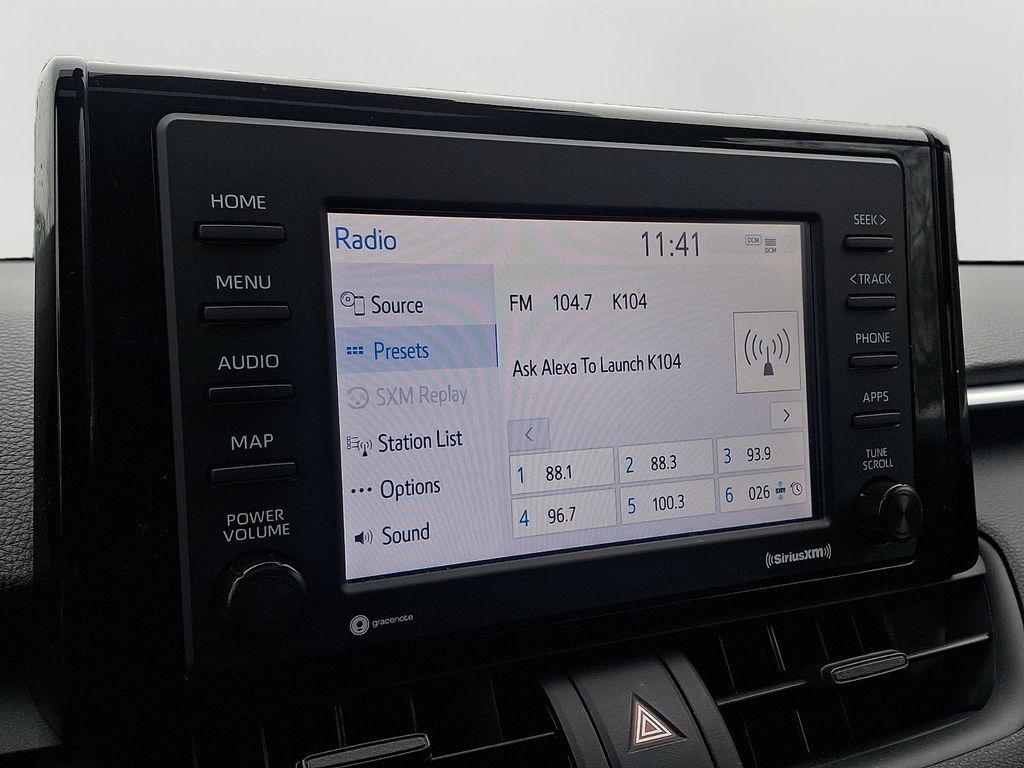 HOME
MENU
AUDIO
MAP
POWER
VOLUME
Radio
11:41
DCM
DCM
Source
Presets
SXM Replay
Station List
Options
Sound
FM 104.7 K104
Ask Alexa To Launch K104
1 88.1
2 88.3
3 93.9
4 96.7
5 100.3
6 026 SXM
SEEK >
< TRACK
PHONE
APPS
TUNE
SCROLL
gracenote
((SiriusXM))